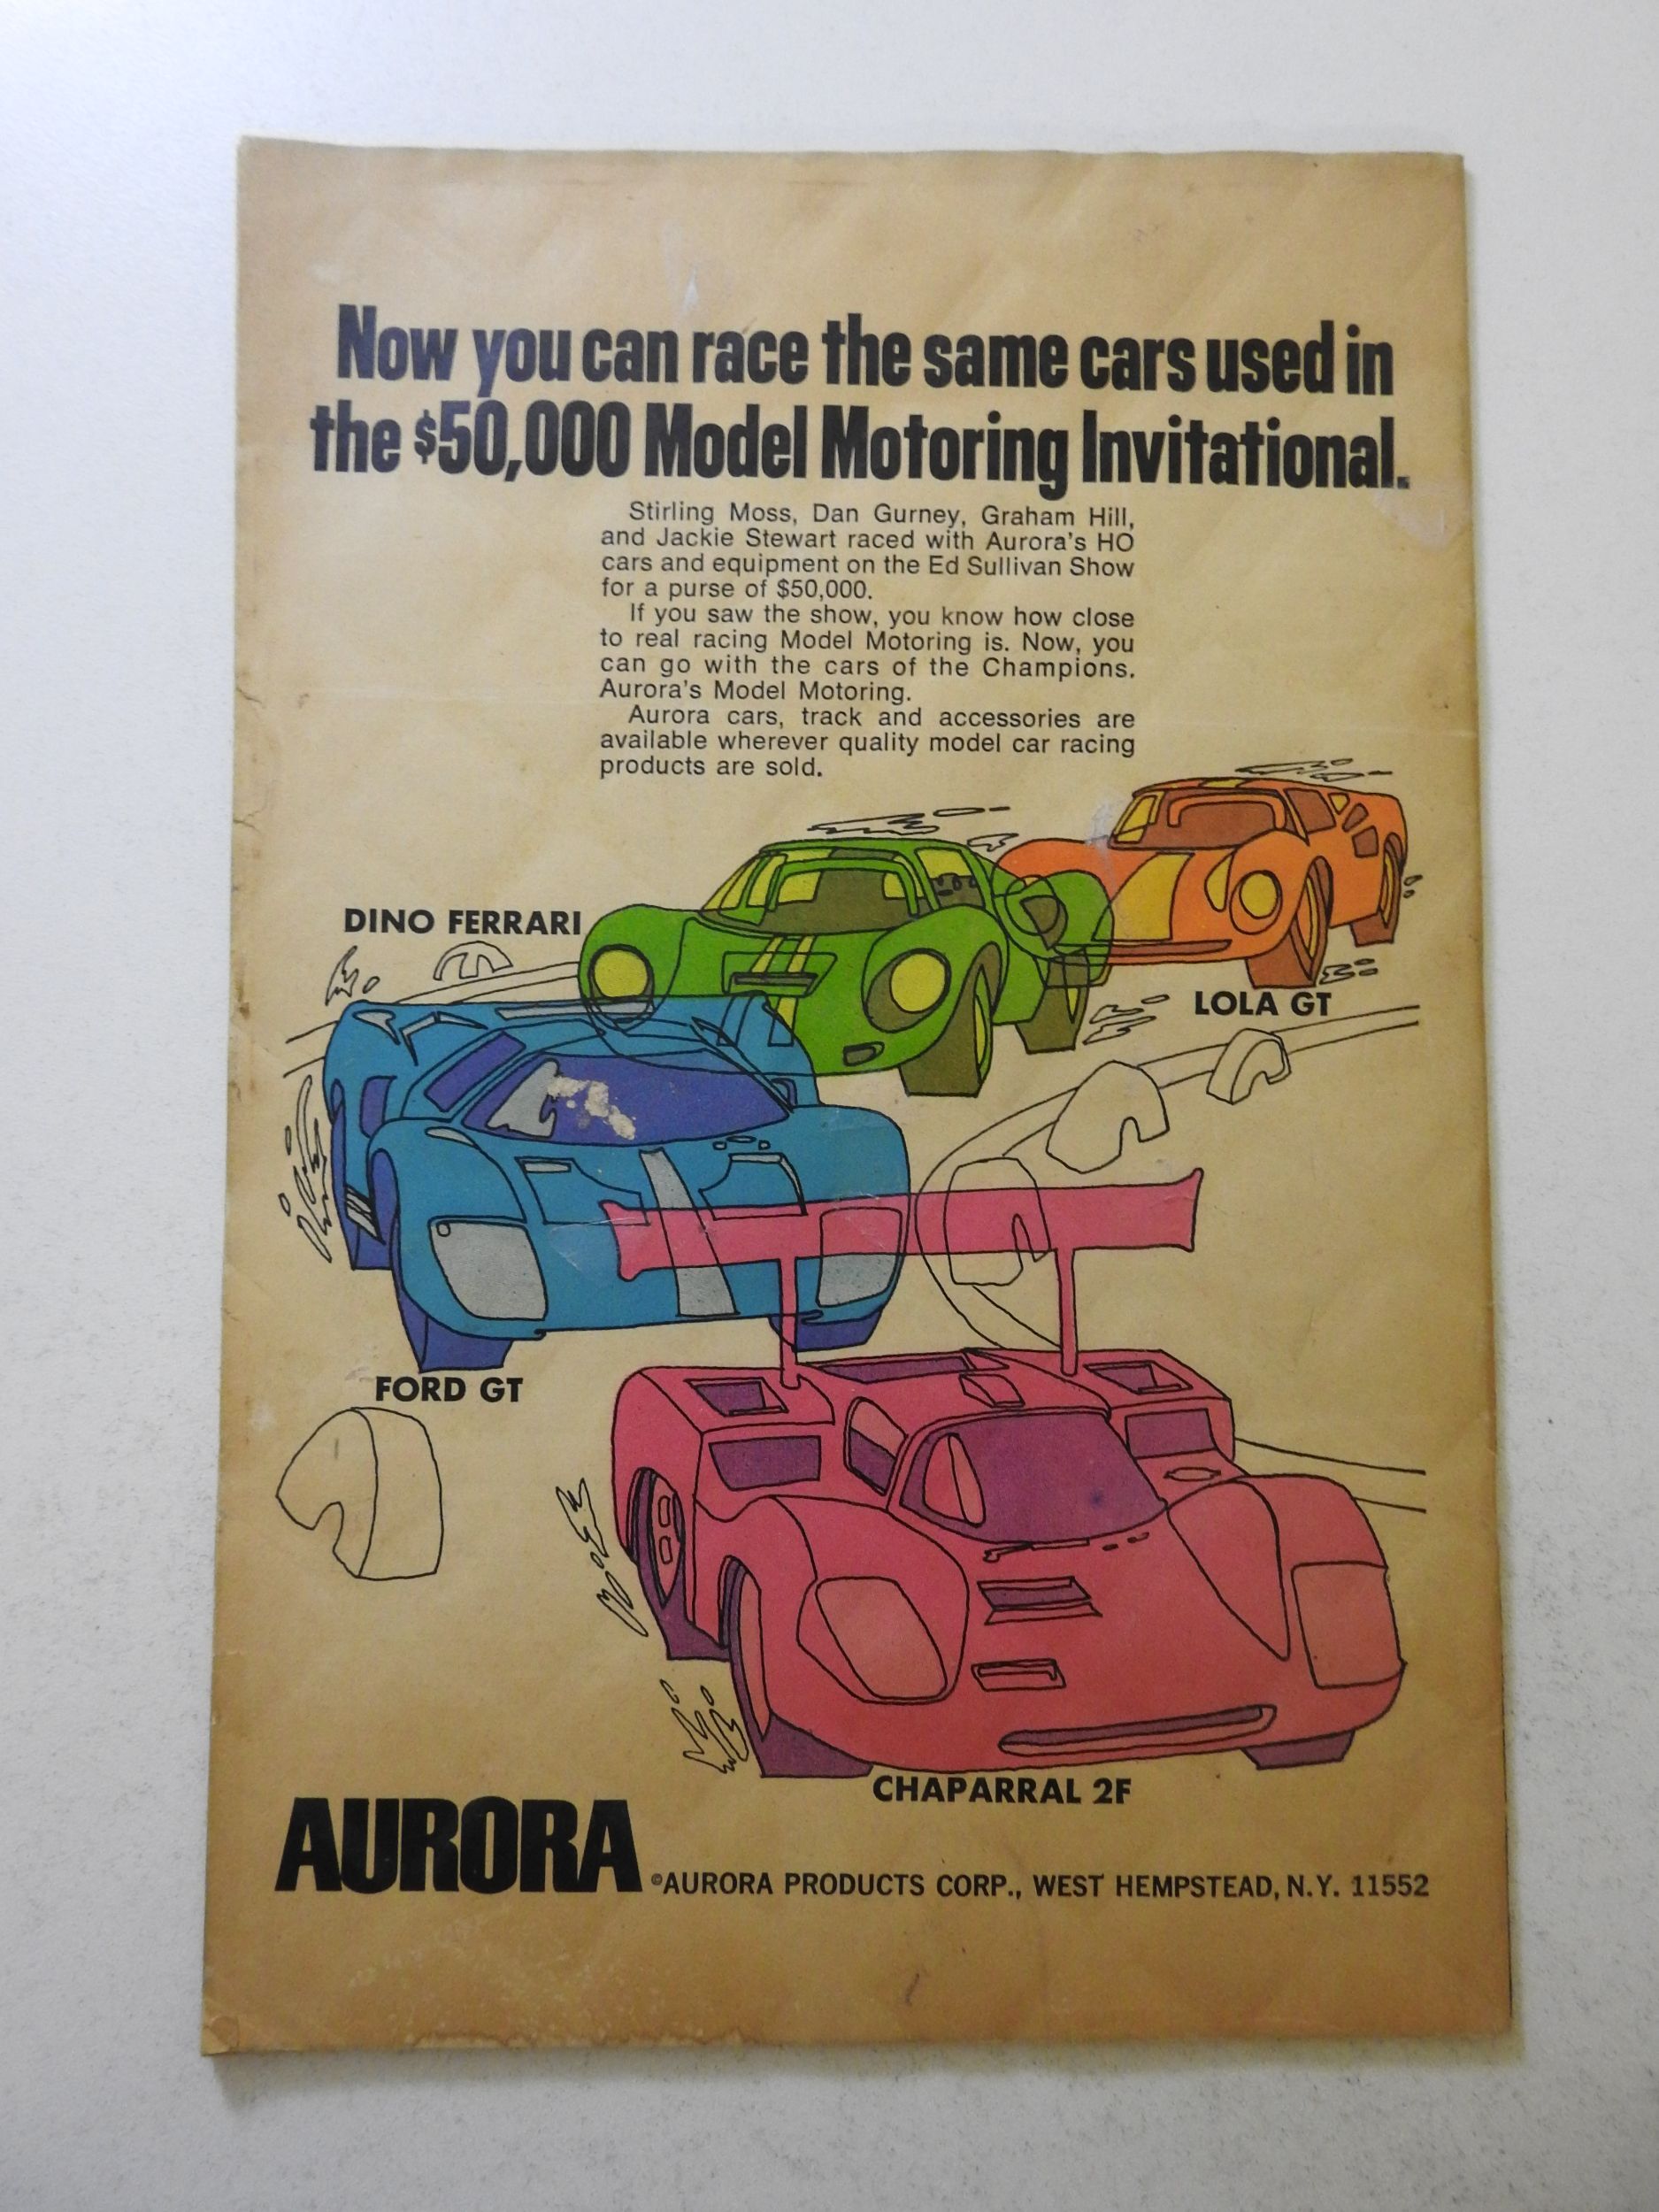 Now you can race the same cars used in
the $50,000 Model Motoring Invitational.
Stirling Moss, Dan Gurney, Graham Hill,
and Jackie Stewart raced with Aurora's HO
cars and equipment on the Ed Sullivan Show
for a purse of $50,000.
If you saw the show, you know how close
to real racing Model Motoring is. Now, you
can go with the cars of the Champions.
Aurora's Model Motoring.
Aurora cars, track and accessories are
available wherever quality model car racing
products are sold.
DINO FERRARI
LOLA GT
FORD GT
CHAPARRAL 2F
AURORA
©AURORA PRODUCTS CORP., WEST HEMPSTEAD, N.Y. 11552